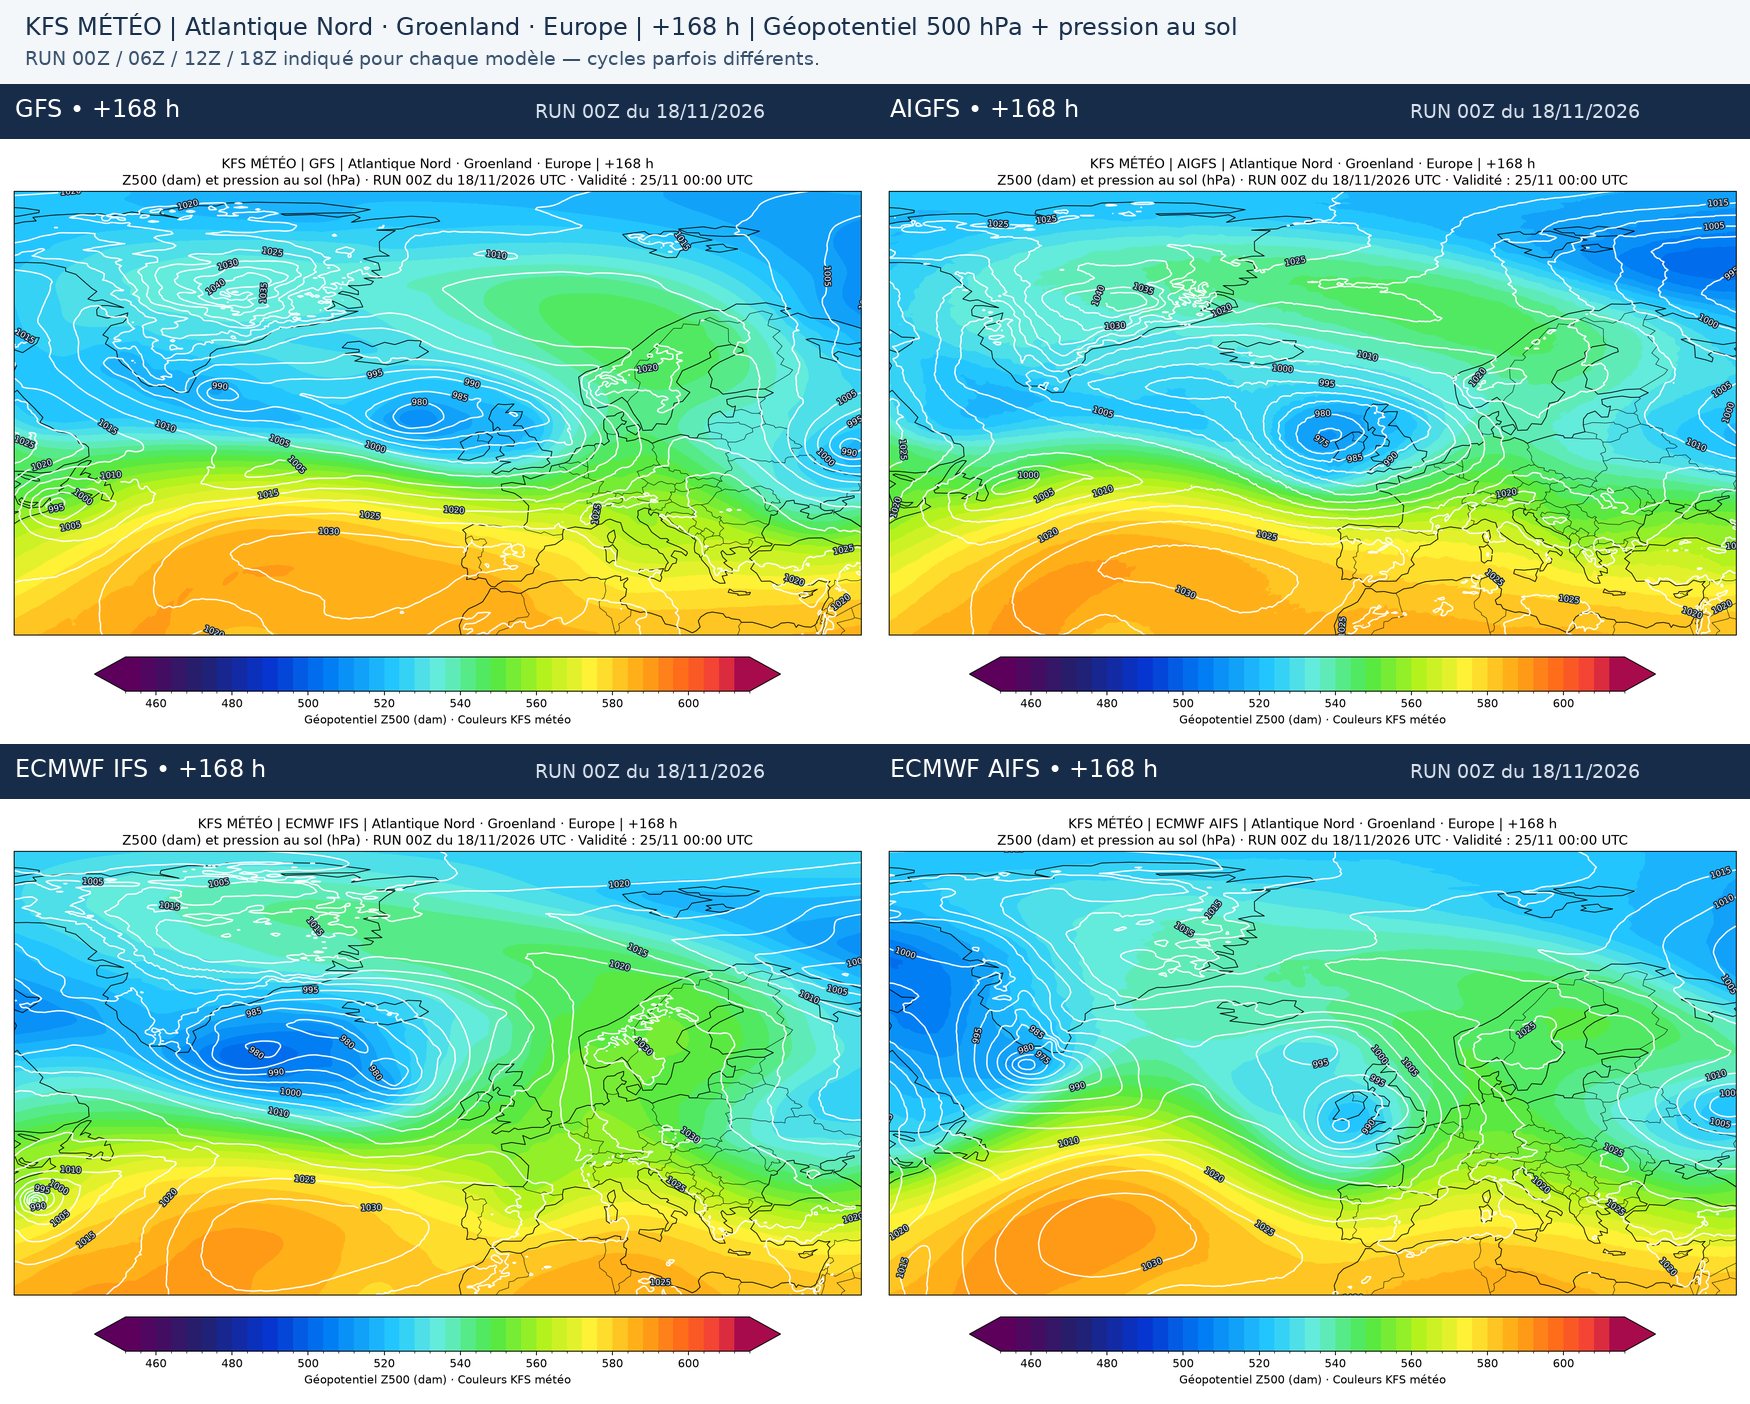 KFS MÉTÉO | Atlantique Nord · Groenland · Europe | +168 h | Géopotentiel 500 hPa + pression au sol
RUN 00Z / 06Z / 12Z / 18Z indiqué pour chaque modèle — cycles parfois différents.
GFS • +168 h
RUN 00Z du 18/11/2026
AIGFS • +168 h
RUN 00Z du 18/11/2026
KFS MÉTÉO | GFS | Atlantique Nord · Groenland · Europe | +168 h
Z500 (dam) et pression au sol (hPa) · RUN 00Z du 18/11/2026 UTC · Validité : 25/11 00:00 UTC
KFS MÉTÉO | AIGFS | Atlantique Nord · Groenland · Europe | +168 h
Z500 (dam) et pression au sol (hPa) · RUN 00Z du 18/11/2026 UTC · Validité : 25/11 00:00 UTC
460 480 500 520 540 560 580 600
Géopotentiel Z500 (dam) · Couleurs KFS météo
460 480 500 520 540 560 580 600
Géopotentiel Z500 (dam) · Couleurs KFS météo
ECMWF IFS • +168 h
RUN 00Z du 18/11/2026
ECMWF AIFS • +168 h
RUN 00Z du 18/11/2026
KFS MÉTÉO | ECMWF IFS | Atlantique Nord · Groenland · Europe | +168 h
Z500 (dam) et pression au sol (hPa) · RUN 00Z du 18/11/2026 UTC · Validité : 25/11 00:00 UTC
KFS MÉTÉO | ECMWF AIFS | Atlantique Nord · Groenland · Europe | +168 h
Z500 (dam) et pression au sol (hPa) · RUN 00Z du 18/11/2026 UTC · Validité : 25/11 00:00 UTC
460 480 500 520 540 560 580 600
Géopotentiel Z500 (dam) · Couleurs KFS météo
460 480 500 520 540 560 580 600
Géopotentiel Z500 (dam) · Couleurs KFS météo